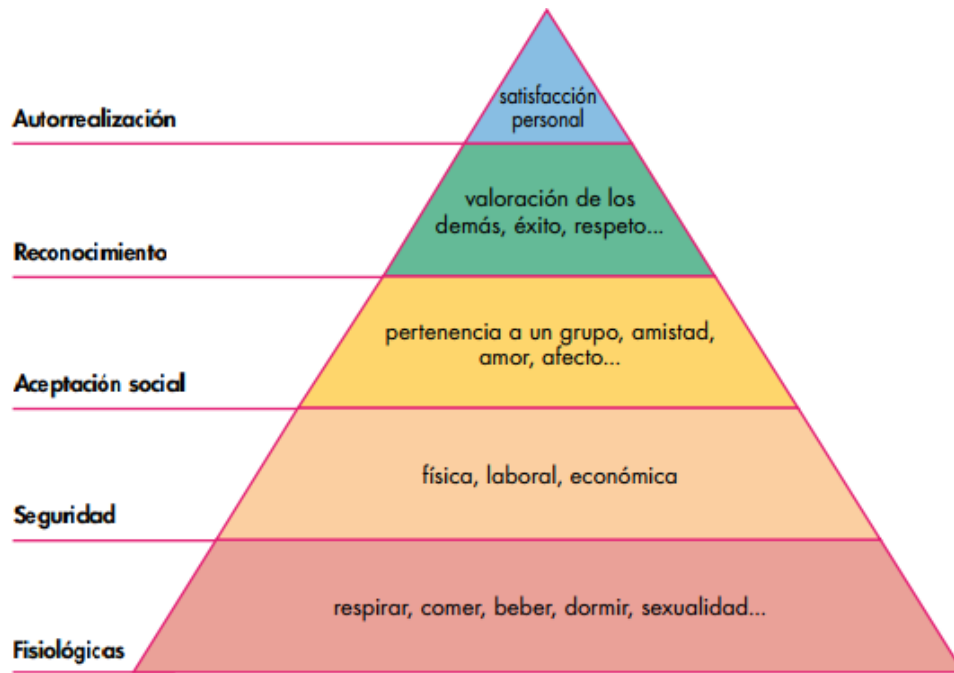 satisfacción
personal
Autorrealización
valoración de los
demás, éxito, respeto...
Reconocimiento
pertenencia a un grupo, amistad,
amor, afecto...
Aceptación social
física, laboral, económica
Seguridad
respirar, comer, beber, dormir, sexualidad...
Fisiológicas